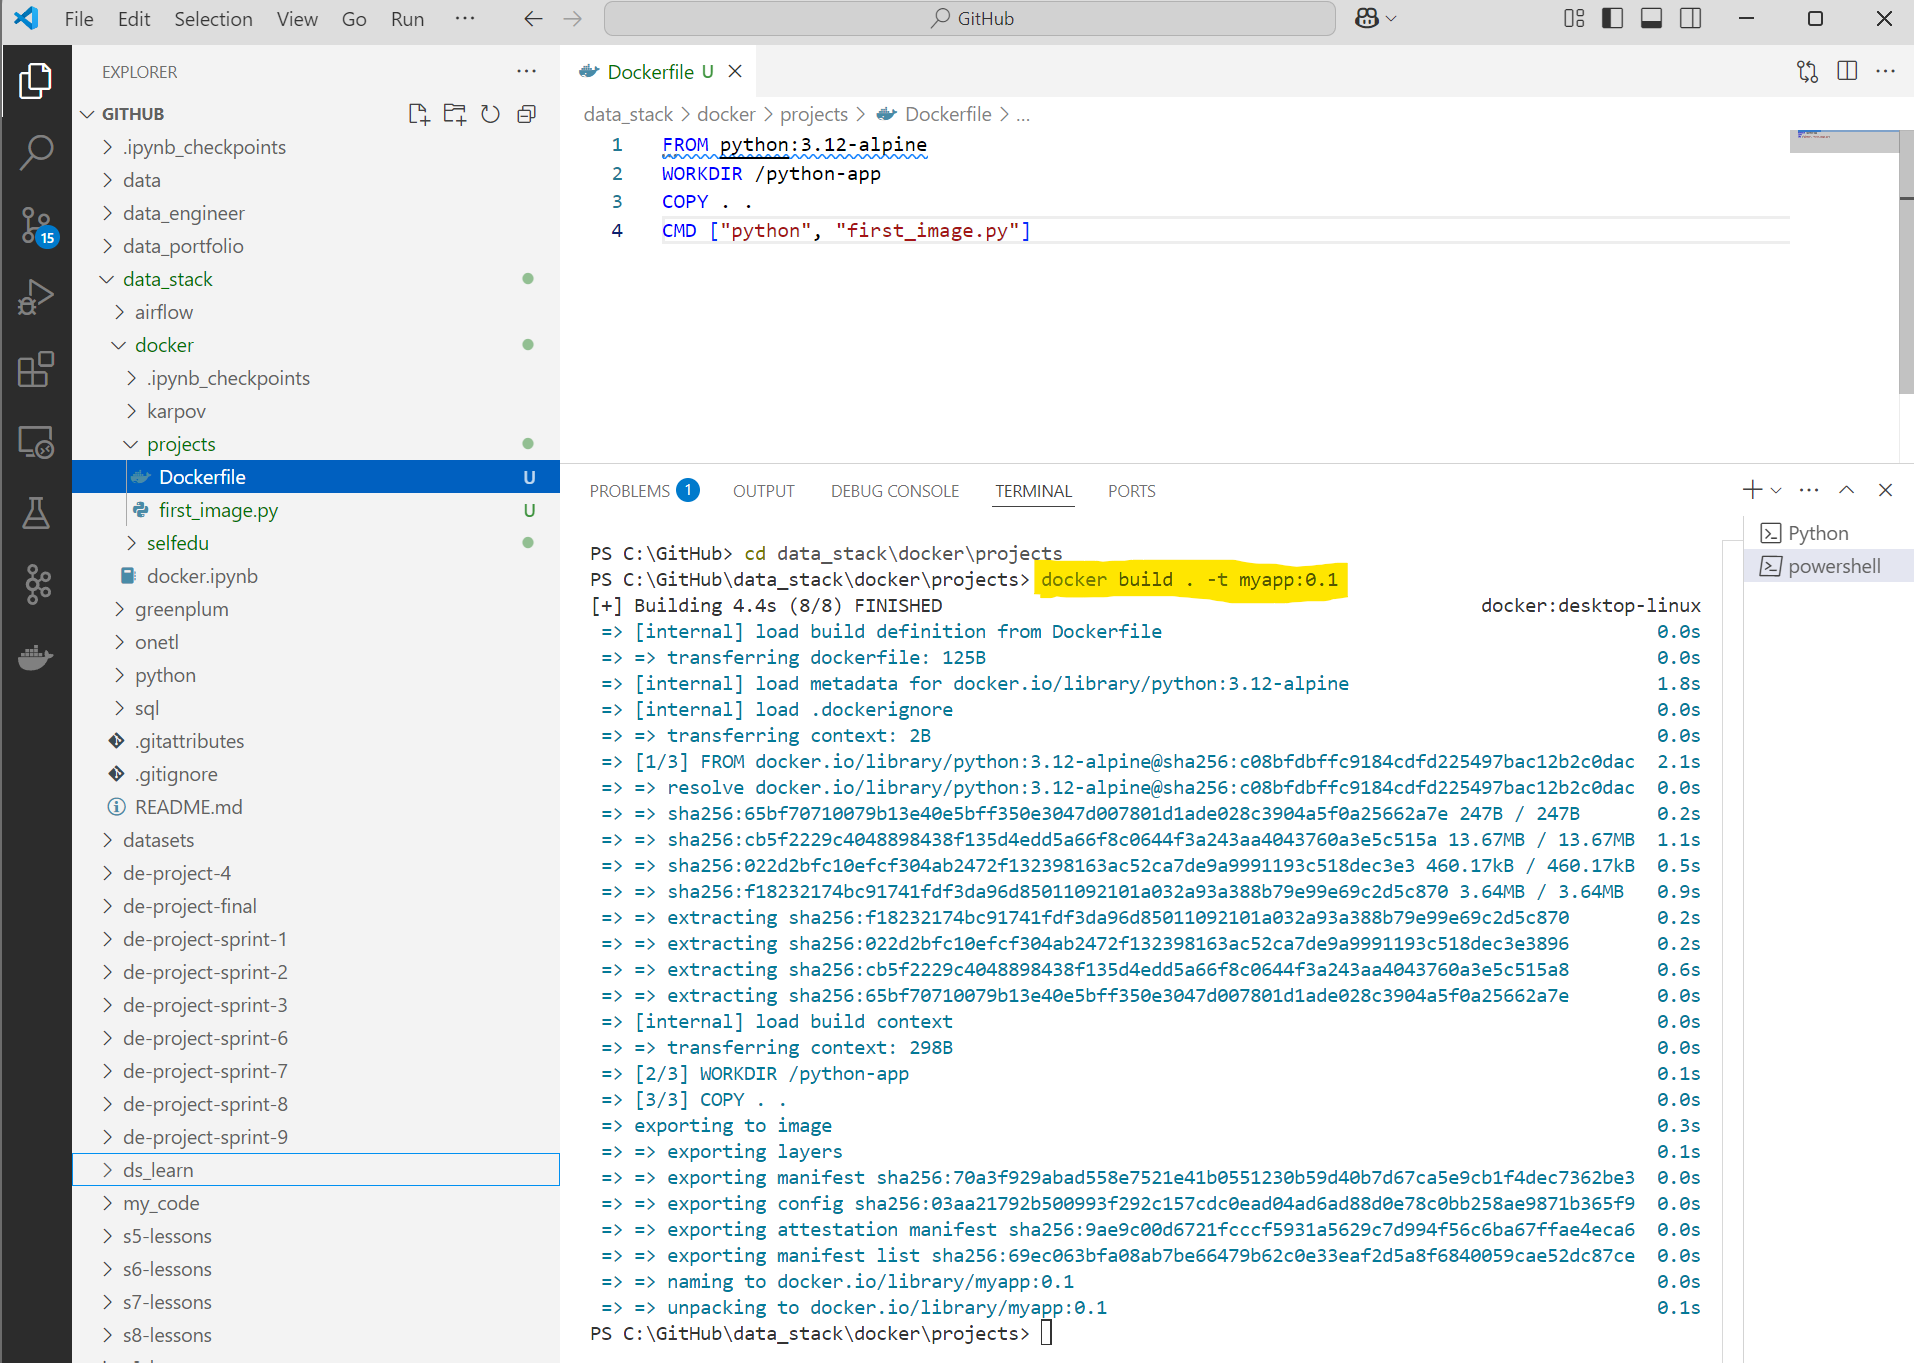 File Edit Selection View Go Run ··· GitHub
EXPLORER ···
GITHUB
.ipynb_checkpoints
data
data_engineer
data_portfolio
data_stack
airflow
docker
.ipynb_checkpoints
karpov
projects
Dockerfile U
first_image.py U
selfedu
docker.ipynb
greenplum
onetl
python
sql
.gitattributes
.gitignore
README.md
datasets
de-project-4
de-project-final
de-project-sprint-1
de-project-sprint-2
de-project-sprint-3
de-project-sprint-6
de-project-sprint-7
de-project-sprint-8
de-project-sprint-9
ds_learn
my_code
s5-lessons
s6-lessons
s7-lessons
s8-lessons
15
Dockerfile U
data_stack > docker > projects > Dockerfile > ...
1 FROM python:3.12-alpine
2 WORKDIR /python-app
3 COPY . .
4 CMD ["python", "first_image.py"]
PROBLEMS 1 OUTPUT DEBUG CONSOLE TERMINAL PORTS
Python
powershell
PS C:\GitHub> cd data_stack\docker\projects
PS C:\GitHub\data_stack\docker\projects> docker build . -t myapp:0.1
[+] Building 4.4s (8/8) FINISHED docker:desktop-linux
=> [internal] load build definition from Dockerfile 0.0s
=> => transferring dockerfile: 125B 0.0s
=> [internal] load metadata for docker.io/library/python:3.12-alpine 1.8s
=> [internal] load .dockerignore 0.0s
=> => transferring context: 2B 0.0s
=> [1/3] FROM docker.io/library/python:3.12-alpine@sha256:c08bfdbffc9184cdfd225497bac12b2c0dac 2.1s
=> => resolve docker.io/library/python:3.12-alpine@sha256:c08bfdbffc9184cdfd225497bac12b2c0dac 0.0s
=> => sha256:65bf70710079b13e40e5bff350e3047d007801d1ade028c3904a5f0a25662a7e 247B / 247B 0.2s
=> => sha256:cb5f2229c4048898438f135d4edd5a66f8c0644f3a243aa4043760a3e5c515a 13.67MB / 13.67MB 1.1s
=> => sha256:022d2bfc10efcf304ab2472f132398163ac52ca7de9a9991193c518dec3e3 460.17kB / 460.17kB 0.5s
=> => sha256:f18232174bc91741fdf3da96d85011092101a032a93a388b79e99e69c2d5c870 3.64MB / 3.64MB 0.9s
=> => extracting sha256:f18232174bc91741fdf3da96d85011092101a032a93a388b79e99e69c2d5c870 0.2s
=> => extracting sha256:022d2bfc10efcf304ab2472f132398163ac52ca7de9a9991193c518dec3e3896 0.2s
=> => extracting sha256:cb5f2229c4048898438f135d4edd5a66f8c0644f3a243aa4043760a3e5c515a8 0.6s
=> => extracting sha256:65bf70710079b13e40e5bff350e3047d007801d1ade028c3904a5f0a25662a7e 0.0s
=> [internal] load build context 0.0s
=> => transferring context: 298B 0.0s
=> [2/3] WORKDIR /python-app 0.1s
=> [3/3] COPY . . 0.0s
=> exporting to image 0.3s
=> => exporting layers 0.1s
=> => exporting manifest sha256:70a3f929abad558e7521e41b0551230b59d40b7d67ca5e9cb1f4dec7362be3 0.0s
=> => exporting config sha256:03aa21792b500993f292c157cdc0ead04ad6ad88d0e78c0bb258ae9871b365f9 0.0s
=> => exporting attestation manifest sha256:9ae9c00d6721fcccf5931a5629c7d994f56c6ba67ffae4eca6 0.0s
=> => exporting manifest list sha256:69ec063bfa08ab7be66479b62c0e33eaf2d5a8f6840059cae52dc87ce 0.0s
=> => naming to docker.io/library/myapp:0.1 0.0s
=> => unpacking to docker.io/library/myapp:0.1 0.1s
PS C:\GitHub\data_stack\docker\projects>